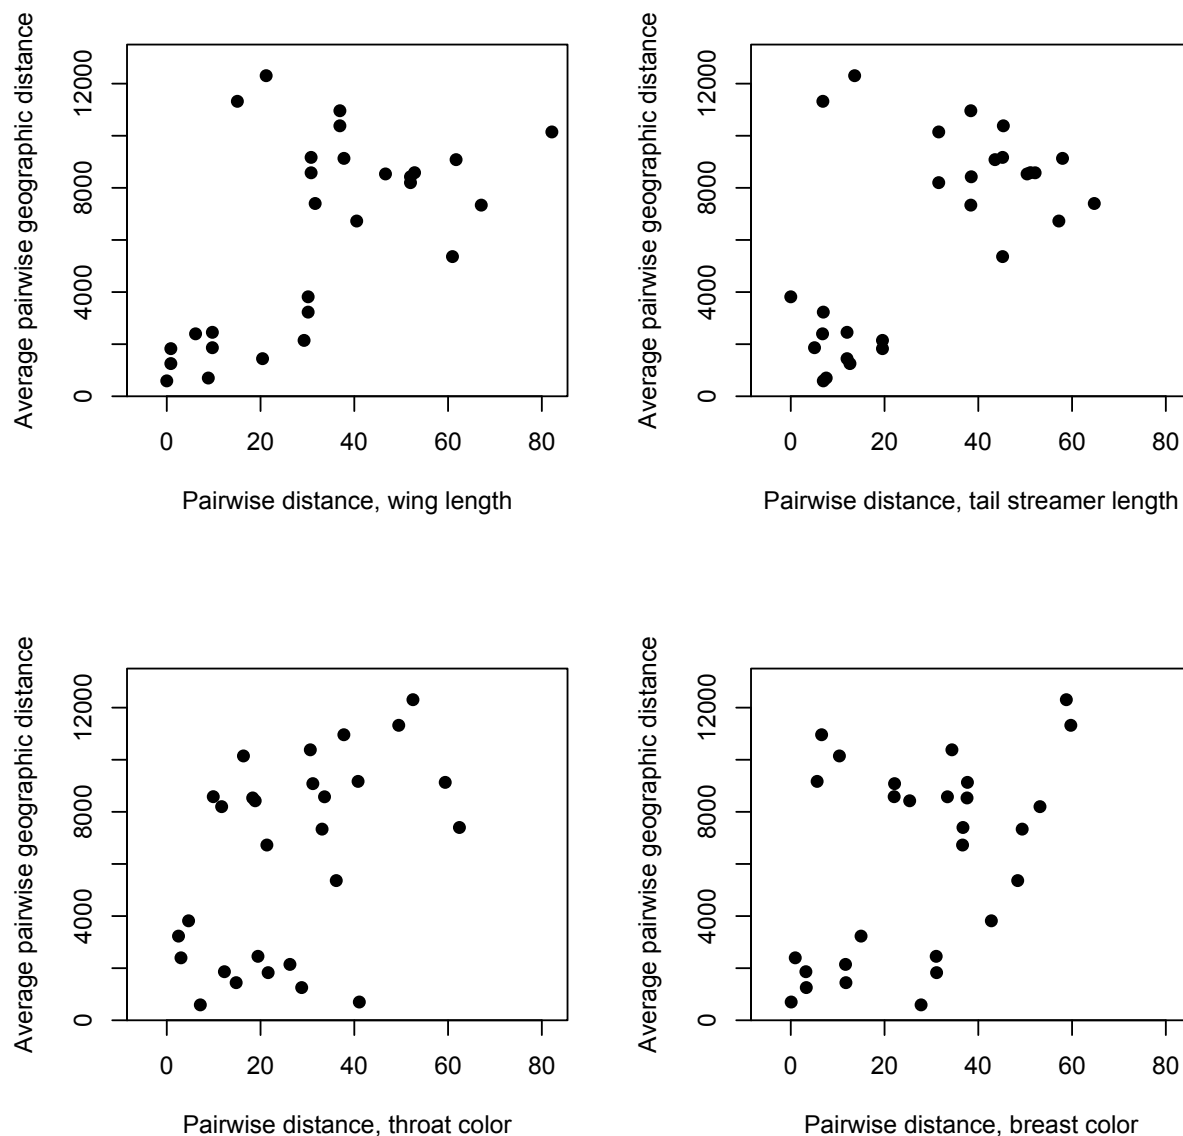 Average pairwise geographic distance
12000
8000
4000
0
0 20 40 60 80
Pairwise distance, wing length
Average pairwise geographic distance
12000
8000
4000
0
0 20 40 60 80
Pairwise distance, tail streamer length
Average pairwise geographic distance
12000
8000
4000
0
0 20 40 60 80
Pairwise distance, throat color
Average pairwise geographic distance
12000
8000
4000
0
0 20 40 60 80
Pairwise distance, breast color